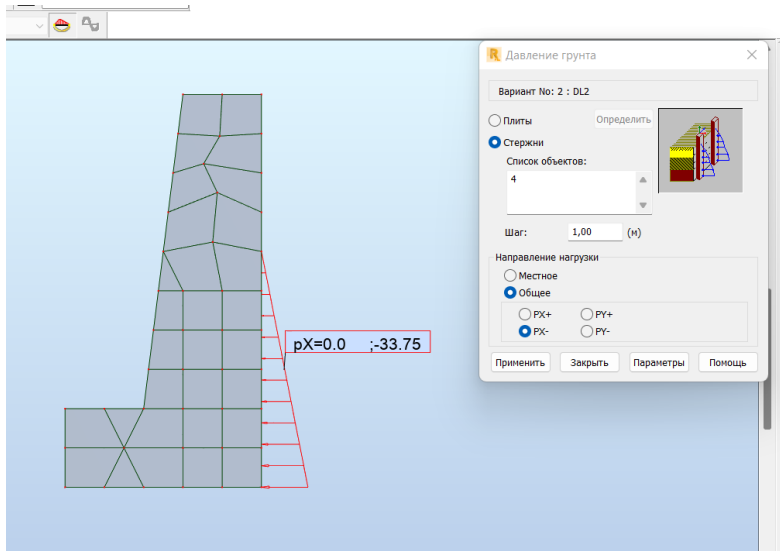 Давление грунта
Вариант No: 2 : DL2
Плиты
Определить
Стержни
Список объектов:
4
Шаг:
1,00
(м)
Направление нагрузки
Местное
Общее
PX+
PY+
PX-
PY-
pX=0.0 ;-33.75
Применить
Закрыть
Параметры
Помощь